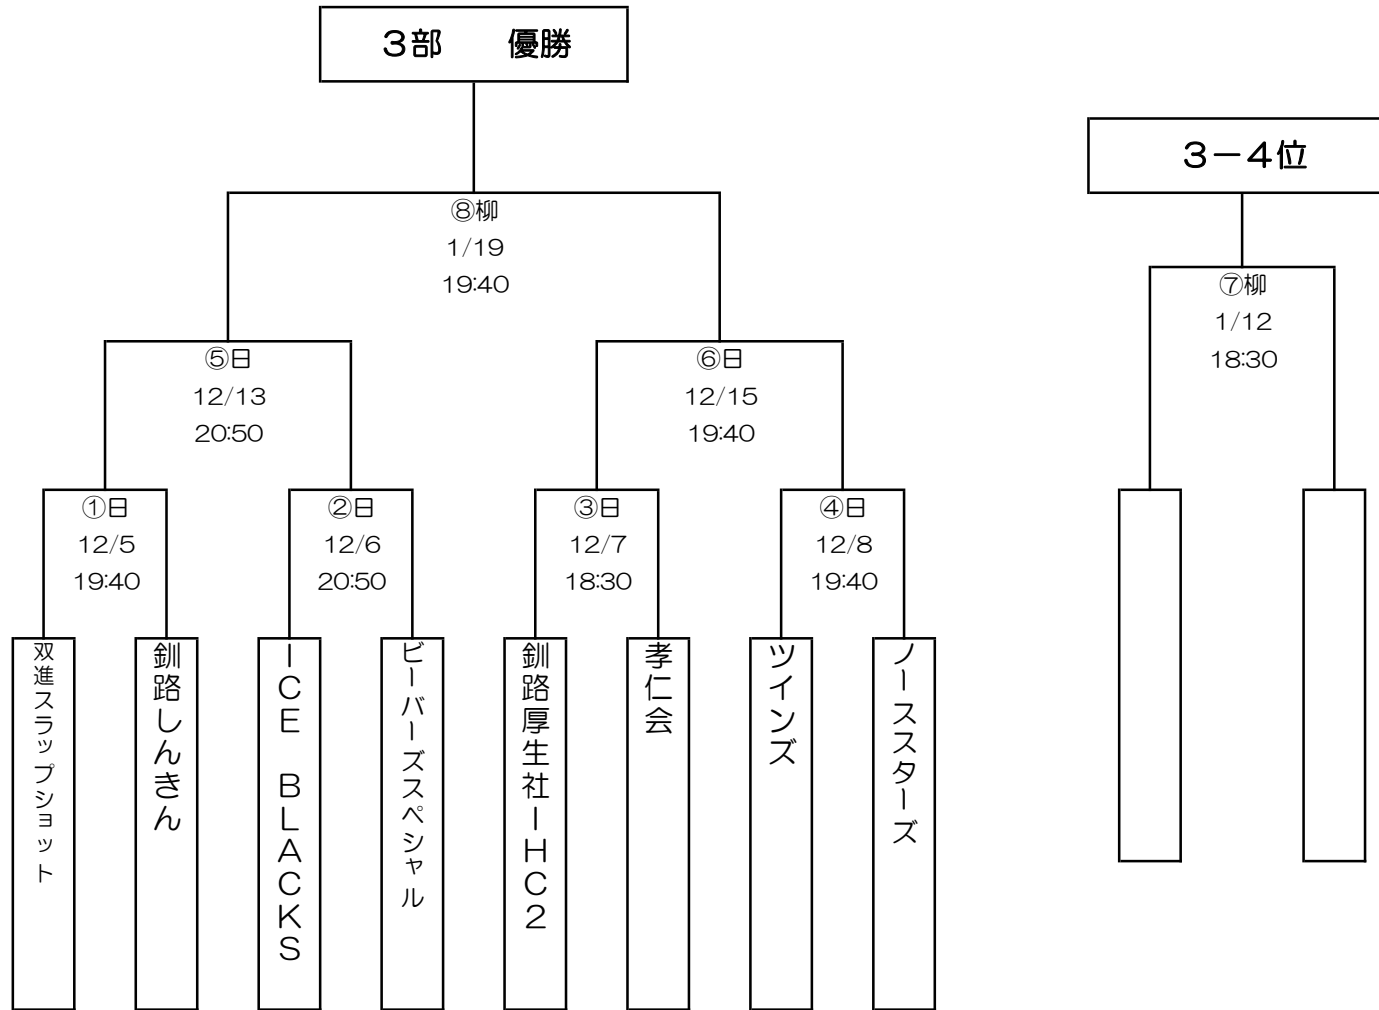 3部　　優勝
3－4位
⑧柳
1/19
19:40
⑦柳
1/12
18:30
⑤日
12/13
20:50
⑥日
12/15
19:40
①日
12/5
19:40
②日
12/6
20:50
③日
12/7
18:30
④日
12/8
19:40
双進スラップショット
釧路しんきん
ICE　BLACKS
ビーバーズスペシャル
釧路厚生社IHC2
孝仁会
ツインズ
ノーススターズ